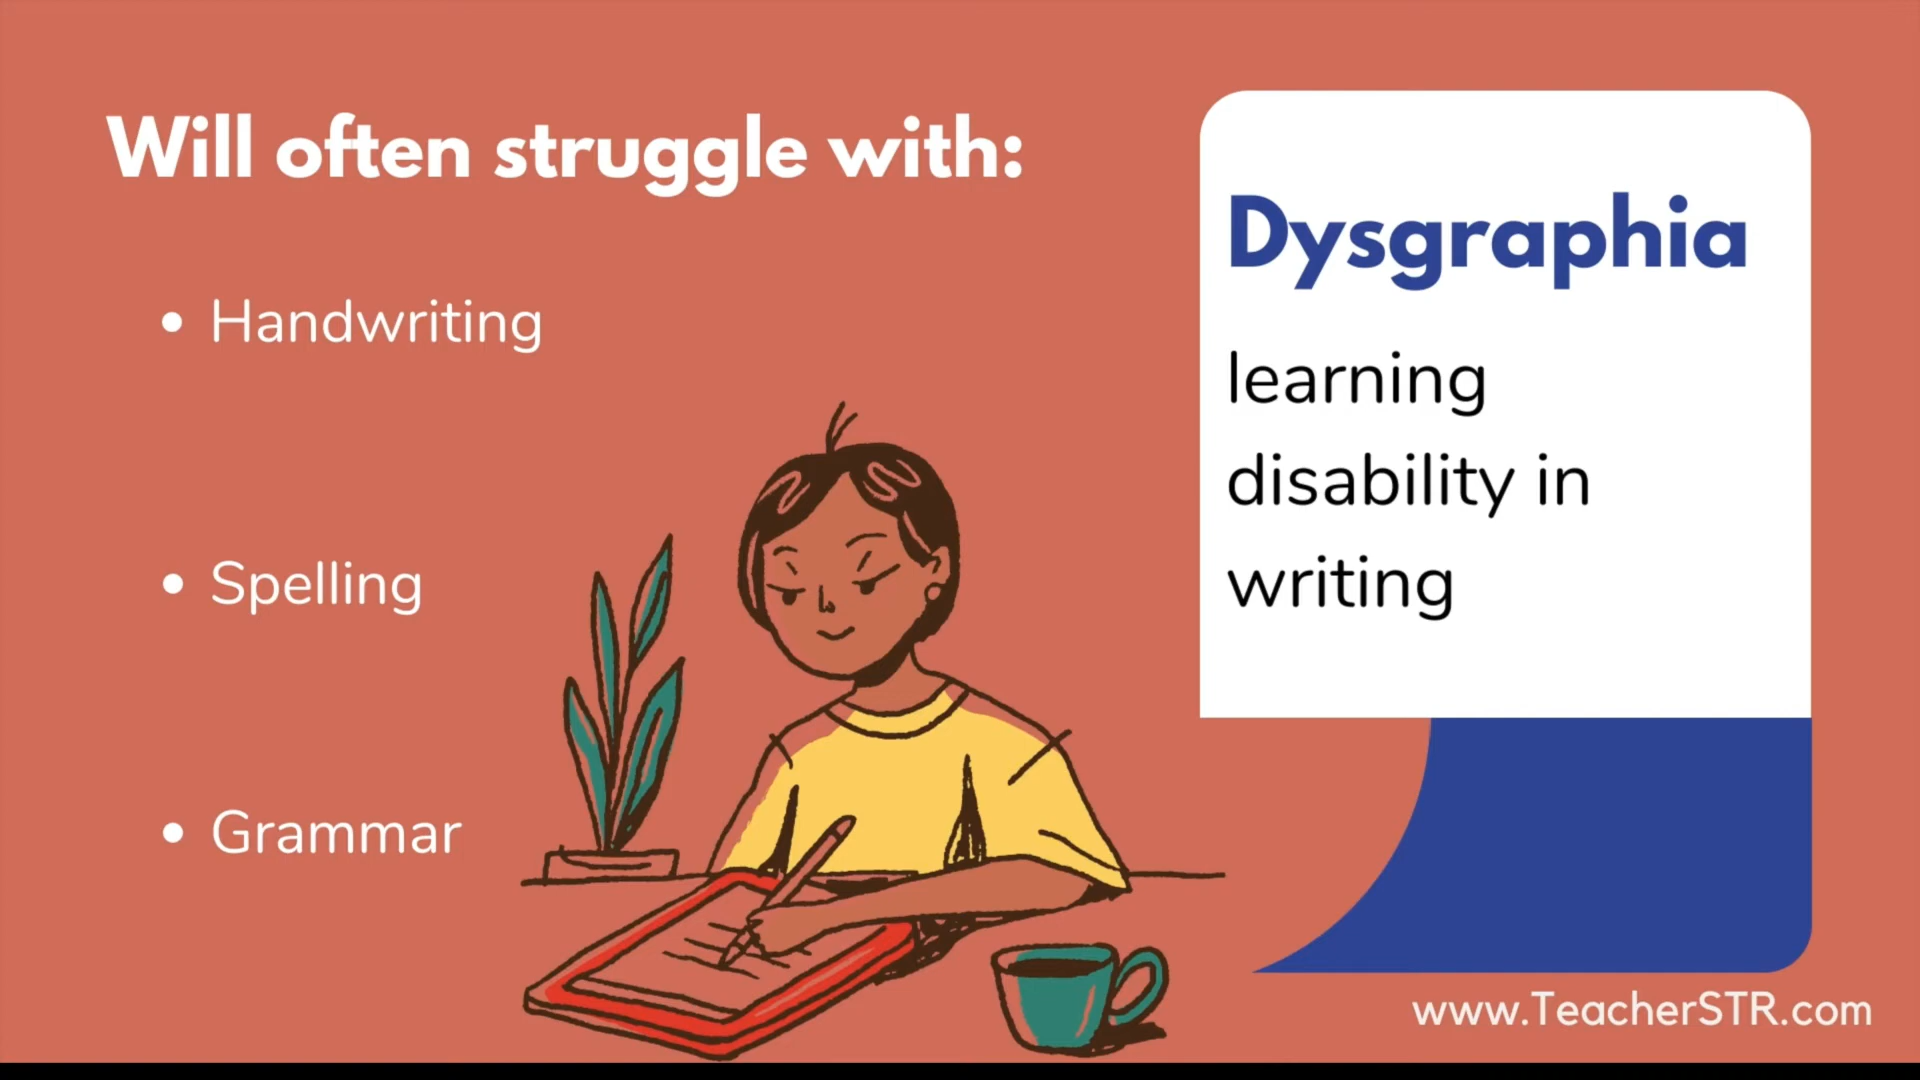 Will often struggle with:
• Handwriting
• Spelling
• Grammar
Dysgraphia
learning
disability in
writing
www.TeacherSTR.com